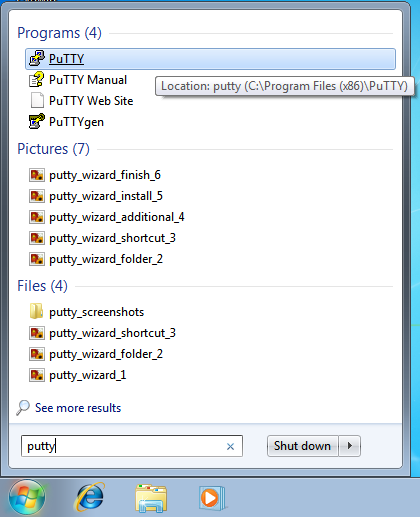 Programs (4)
PuTTY
PuTTY Manual
Location: putty (C:\Program Files (x86)\PuTTY)
PuTTY Web Site
PuTTYgen
Pictures (7)
putty_wizard_finish_6
putty_wizard_install_5
putty_wizard_additional_4
putty_wizard_shortcut_3
putty_wizard_folder_2
Files (4)
putty_screenshots
putty_wizard_shortcut_3
putty_wizard_folder_2
putty_wizard_1
See more results
putty
Shut down